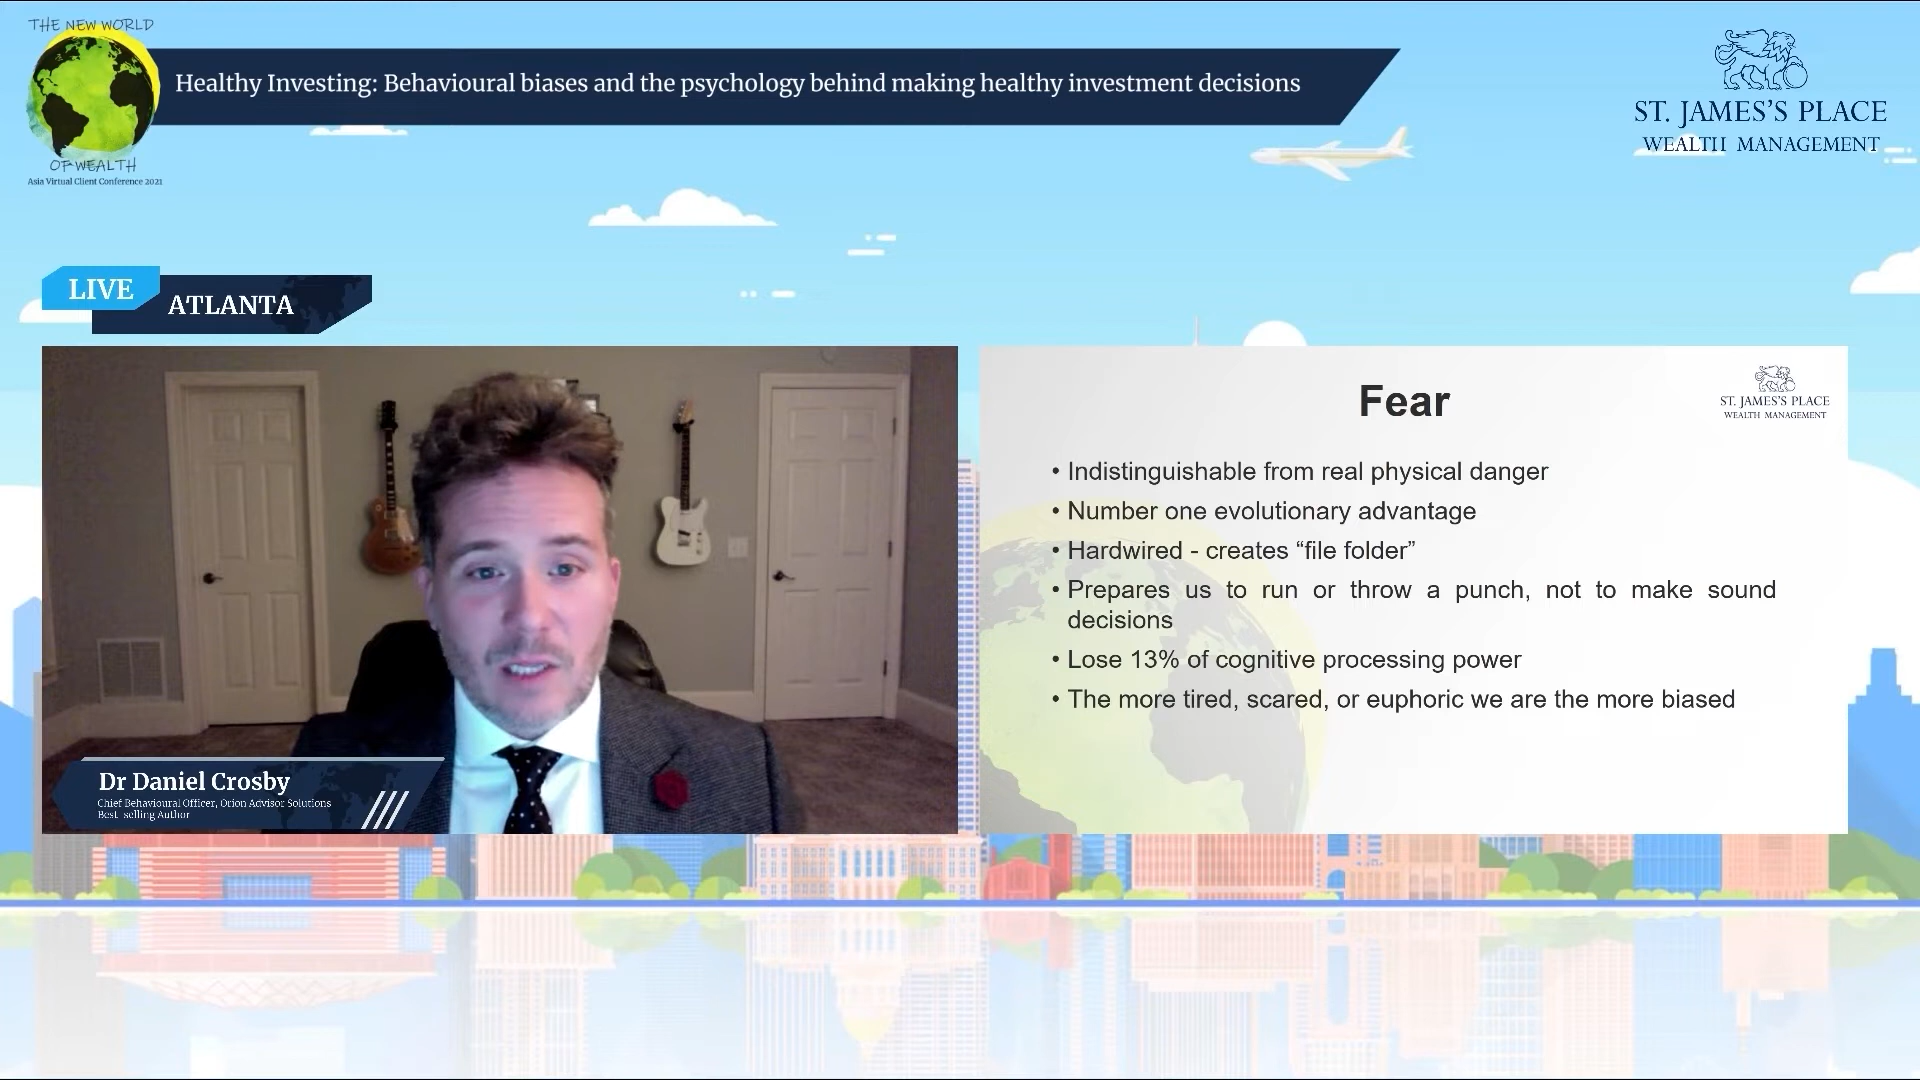 THE NEW WORLD
OF WEALTH
Asia Virtual Client Conference 2021
Healthy Investing: Behavioural biases and the psychology behind making healthy investment decisions
ST. JAMES'S PLACE
WEALTH MANAGEMENT
LIVE
ATLANTA
Dr Daniel Crosby
Chief Behavioural Officer, Orion Advisor Solutions
Best-selling Author
Fear
ST. JAMES'S PLACE
WEALTH MANAGEMENT
• Indistinguishable from real physical danger
• Number one evolutionary advantage
• Hardwired - creates “file folder”
• Prepares us to run or throw a punch, not to make sound
decisions
• Lose 13% of cognitive processing power
• The more tired, scared, or euphoric we are the more biased